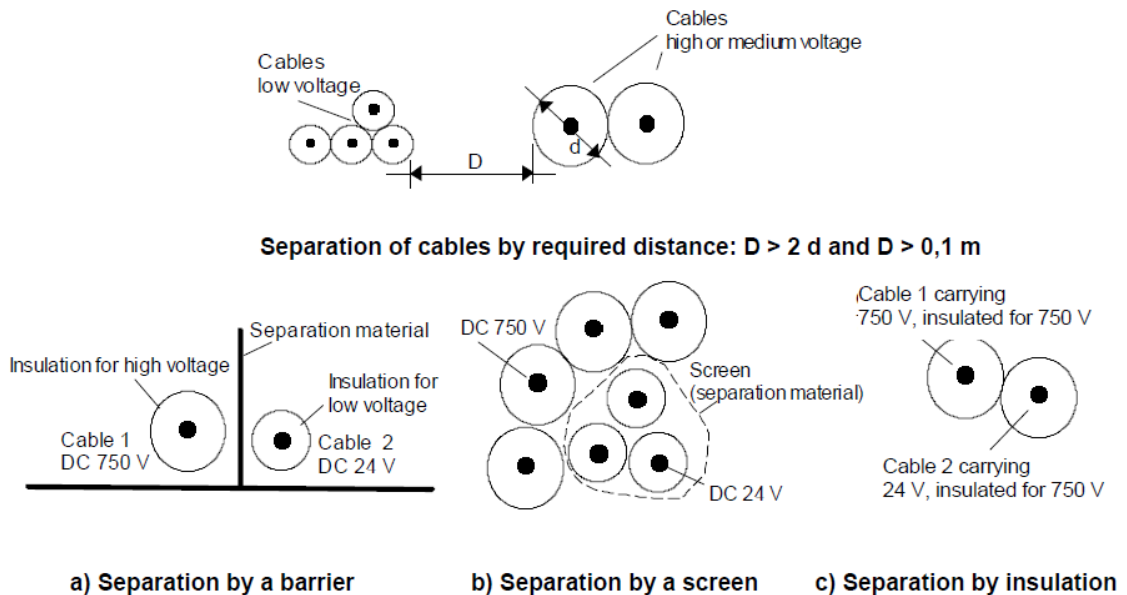 Cables
high or medium voltage
Cables
low voltage
D
d
Separation of cables by required distance: D > 2 d and D > 0,1 m
Separation material
Insulation for high voltage
Insulation for
low voltage
Cable 1
DC 750 V
Cable 2
DC 24 V
DC 750 V
Screen
(separation material)
DC 24 V
Cable 1 carrying
750 V, insulated for 750 V
Cable 2 carrying
24 V, insulated for 750 V
a) Separation by a barrier
b) Separation by a screen
c) Separation by insulation